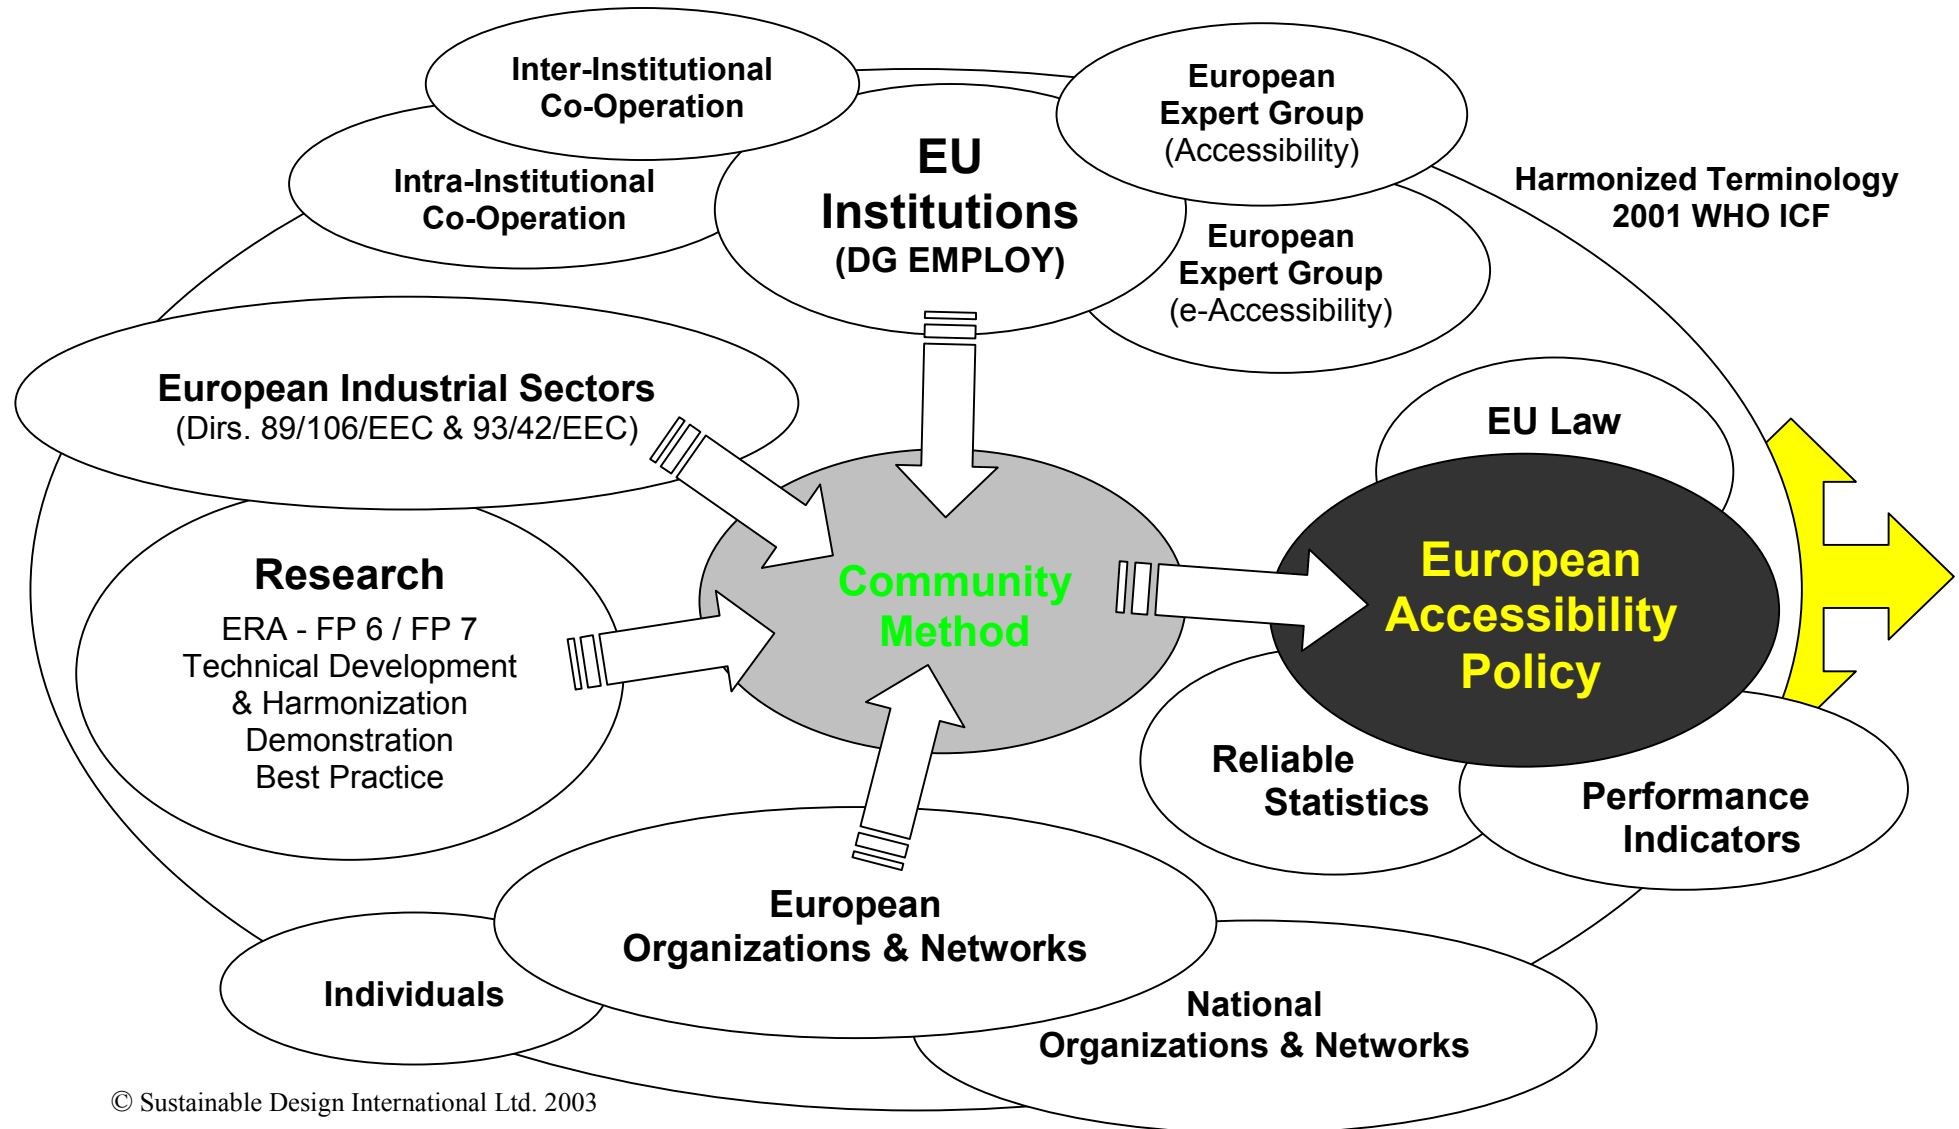 Inter-Institutional
Co-Operation
European
Expert Group
(Accessibility)
EU
Institutions
(DG EMPLOY)
Intra-Institutional
Co-Operation
Harmonized Terminology
2001 WHO ICF
European
Expert Group
(e-Accessibility)
European Industrial Sectors
(Dirs. 89/106/EEC & 93/42/EEC)
EU Law
Research
ERA - FP 6 / FP 7
Technical Development
& Harmonization
Demonstration
Best Practice
Community
Method
European
Accessibility
Policy
Reliable
Statistics
Performance
Indicators
European
Organizations & Networks
Individuals
National
Organizations & Networks
© Sustainable Design International Ltd. 2003